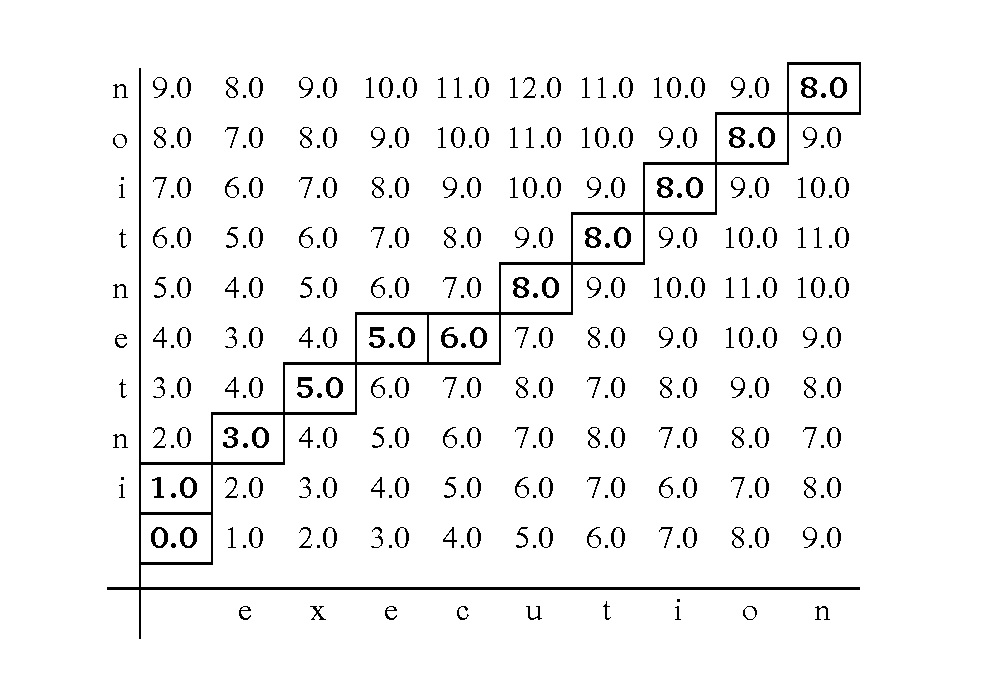 n 9.0 8.0 9.0 10.0 11.0 12.0 11.0 10.0 9.0 8.0
o 8.0 7.0 8.0 9.0 10.0 11.0 10.0 9.0 8.0 9.0
i 7.0 6.0 7.0 8.0 9.0 10.0 9.0 8.0 9.0 10.0
t 6.0 5.0 6.0 7.0 8.0 9.0 8.0 9.0 10.0 11.0
n 5.0 4.0 5.0 6.0 7.0 8.0 9.0 10.0 11.0 10.0
e 4.0 3.0 4.0 5.0 6.0 7.0 8.0 9.0 10.0 9.0
t 3.0 4.0 5.0 6.0 7.0 8.0 7.0 8.0 9.0 8.0
n 2.0 3.0 4.0 5.0 6.0 7.0 8.0 7.0 8.0 7.0
i 1.0 2.0 3.0 4.0 5.0 6.0 7.0 6.0 7.0 8.0
0.0 1.0 2.0 3.0 4.0 5.0 6.0 7.0 8.0 9.0
e x e c u t i o n